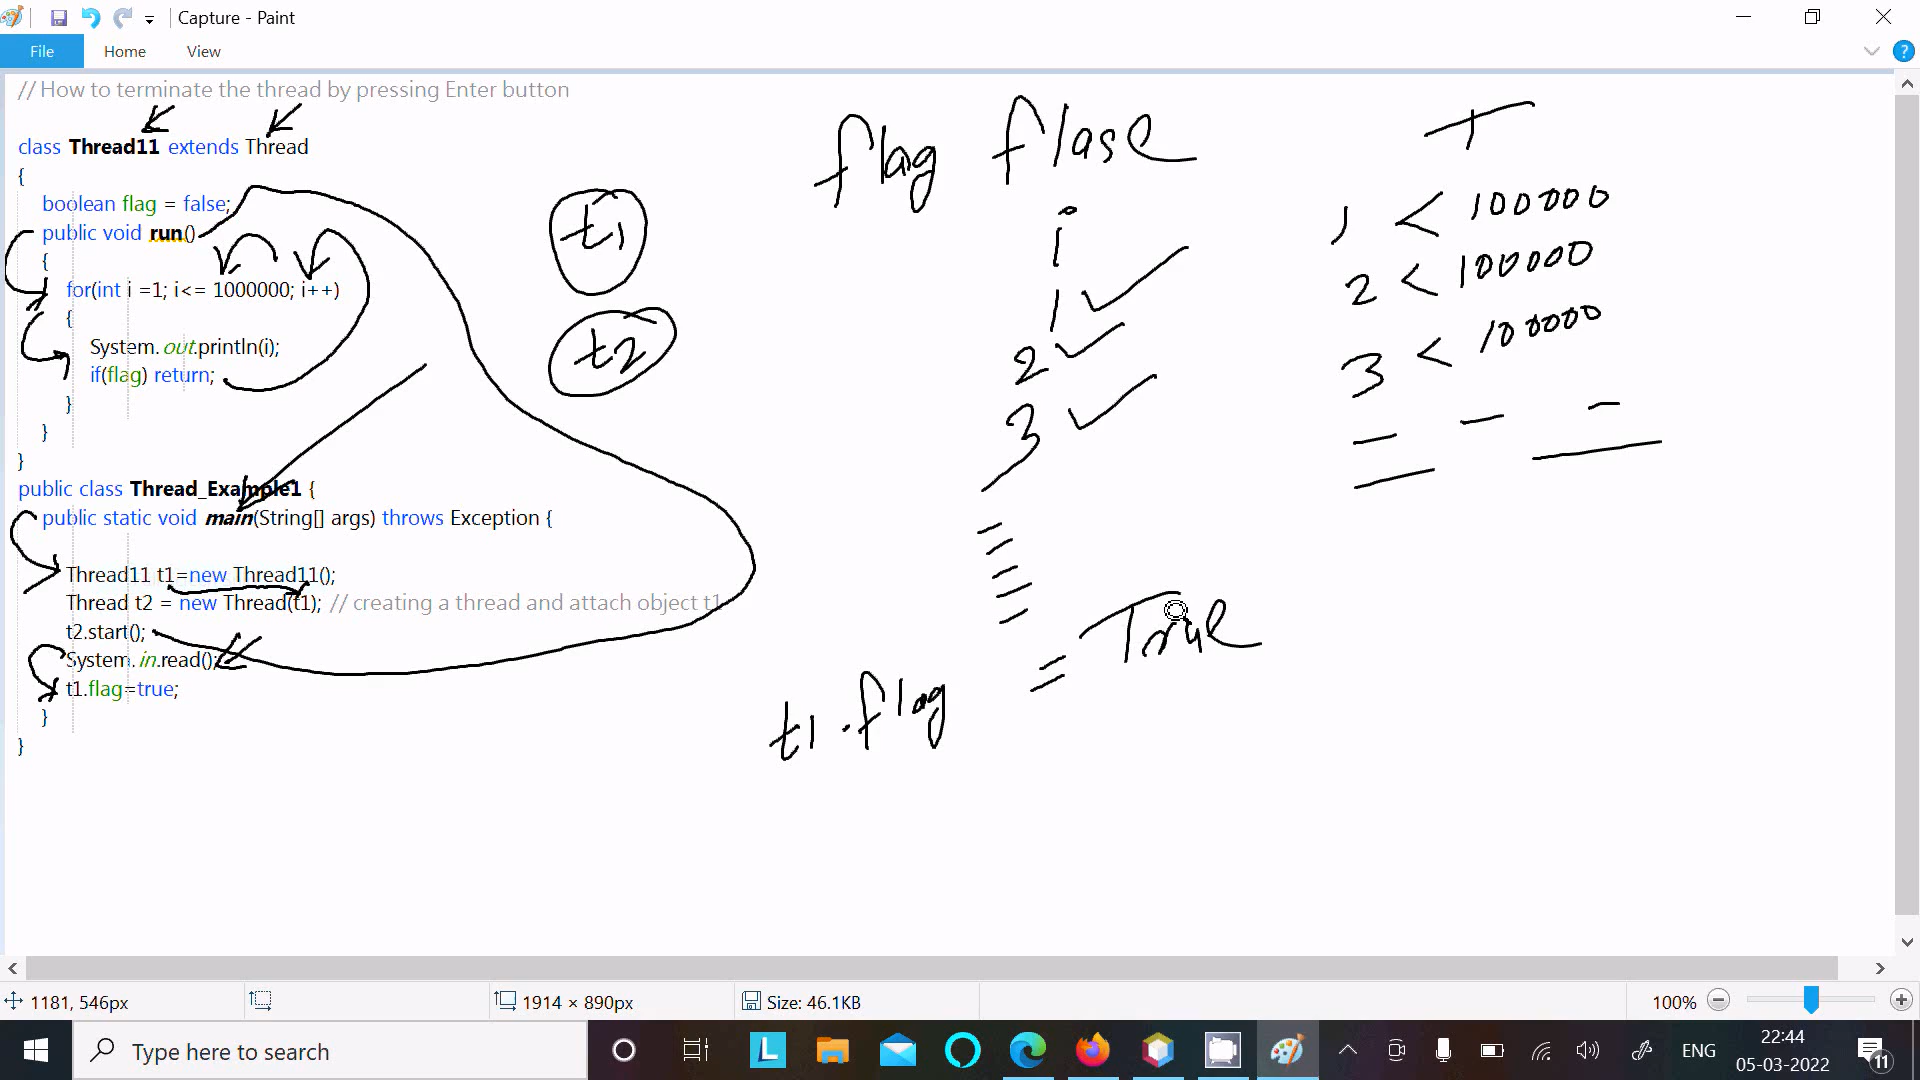 Capture - Paint
File Home View
// How to terminate the thread by pressing Enter button
class Thread11 extends Thread
{
boolean flag = false;
public void run()
{
for(int i =1; i<= 1000000; i++)
{
System.out.println(i);
if(flag) return;
}
}
}
public class Thread_Example1 {
public static void main(String[] args) throws Exception {
Thread11 t1=new Thread11();
Thread t2 = new Thread(t1); // creating a thread and attach object t1
t2.start();
System.in.read();
t1.flag=true;
}
}
t1
t2
flag flase
i
1
2
3
T
1 < 100000
2 < 100000
3 < 100000
t1.flag = True
1181, 546px
1914 × 890px
Size: 46.1KB
100%
Type here to search
L
ENG
22:44
05-03-2022
11